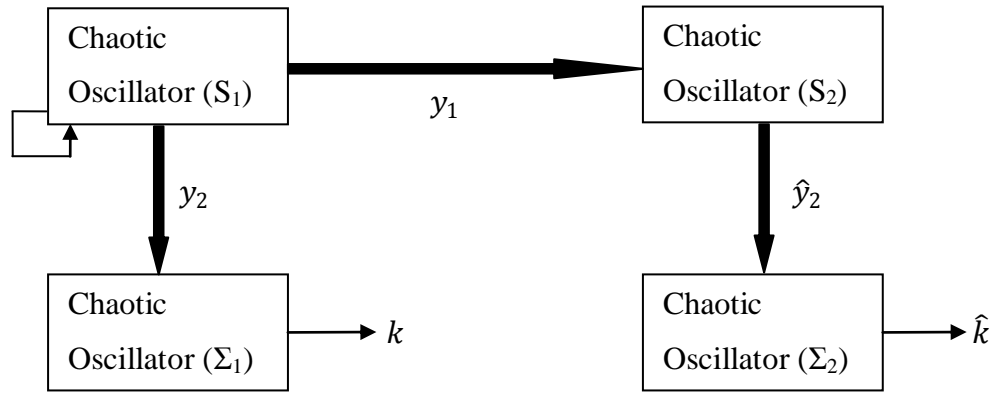 Chaotic
Oscillator (S₁)
y₁
Chaotic
Oscillator (S₂)
y₂
ŷ₂
Chaotic
Oscillator (Σ₁)
k
Chaotic
Oscillator (Σ₂)
k̂